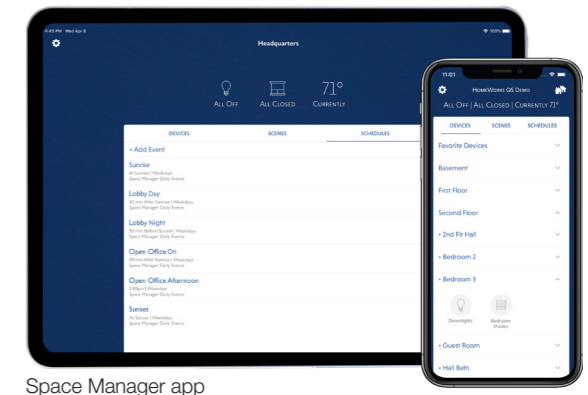 4:45 PM Wed Apr 8
100%
Headquarters
ALL OFF
ALL CLOSED
71°
CURRENTLY
DEVICES
SCENES
SCHEDULES
+ Add Event
Sunrise
At Sunrise | Weekdays
Space Manager Daily Events
Lobby Day
30 min After Sunrise | Weekdays
Space Manager Daily Events
Lobby Night
30 min Before Sunset | Weekdays
Space Manager Daily Events
Open Office On
30 min After Sunrise | Weekdays
Space Manager Daily Events
Open Office Afternoon
2:00pm | Weekdays
Space Manager Daily Events
Sunset
At Sunset | Weekdays
Space Manager Daily Events
11:01
HOMEWORKS QS DEMO
ALL OFF | ALL CLOSED | CURRENTLY 71°
DEVICES
SCENES
SCHEDULES
Favorite Devices
Basement
First Floor
Second Floor
• 2nd Flr Hall
• Bedroom 2
• Bedroom 3
Downlights
Bedroom
Shades
• Guest Room
• Hall Bath
Space Manager app